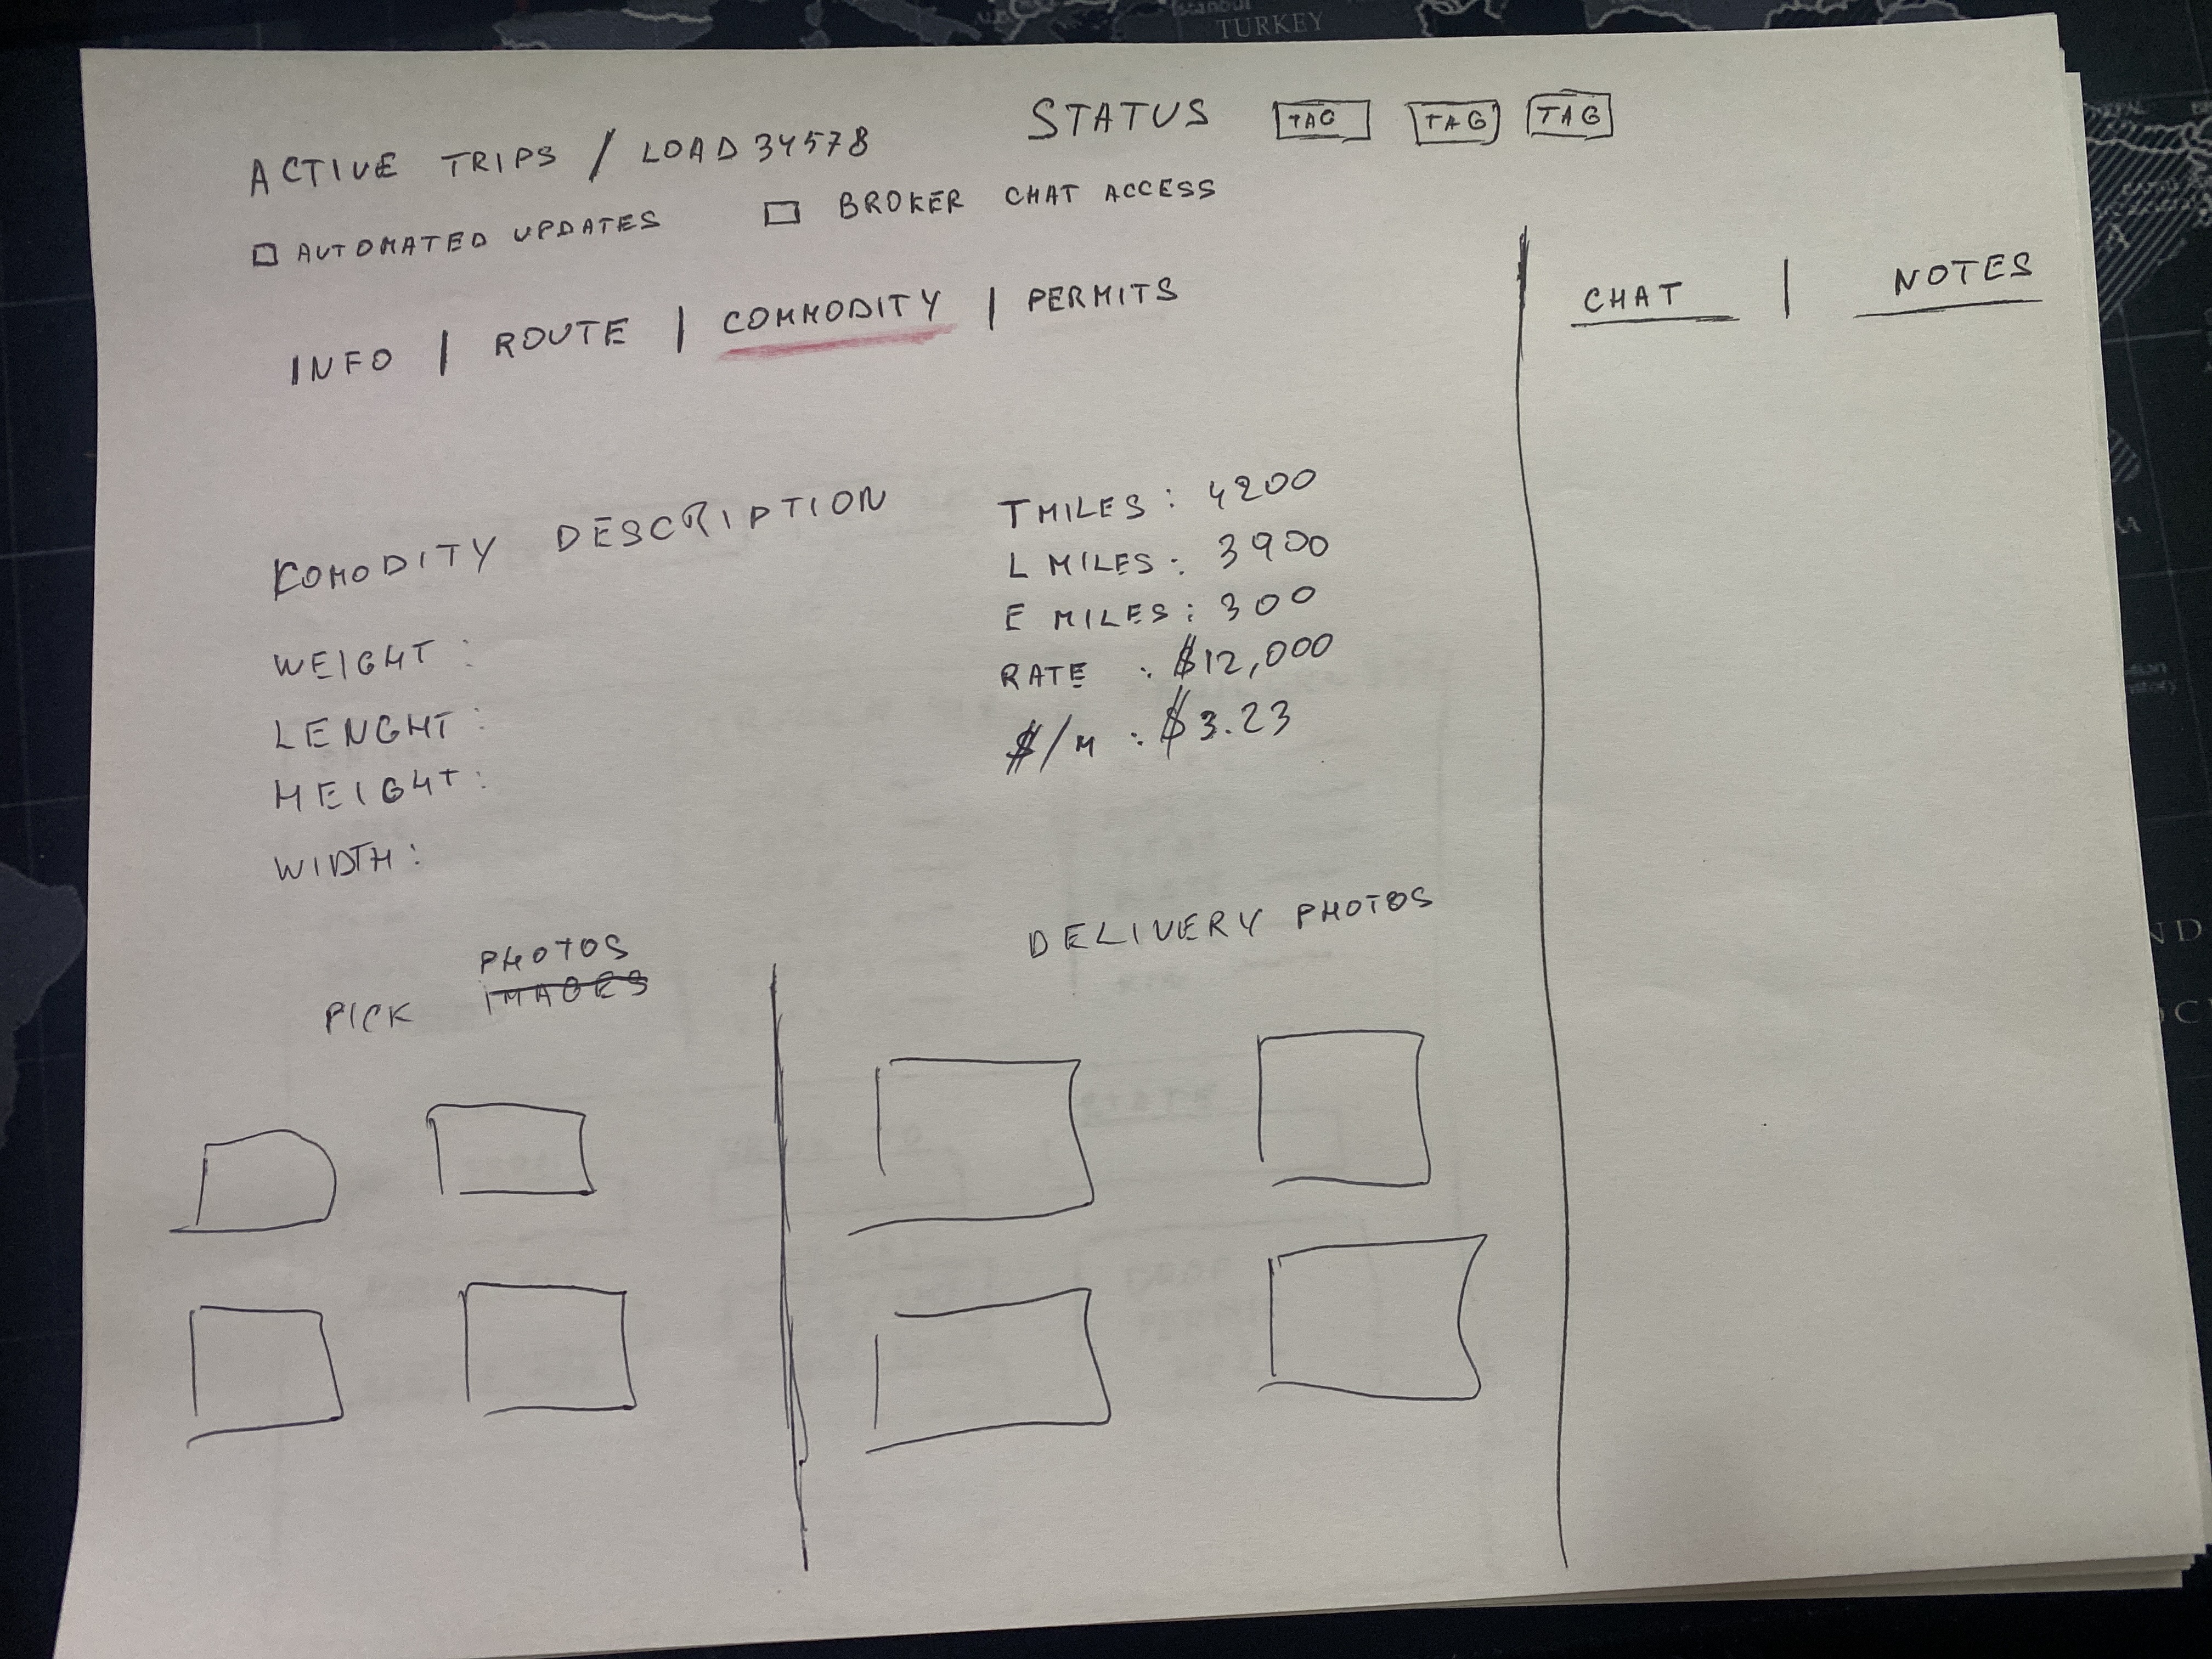 TURKEY
ACTIVE TRIPS / LOAD 34578
STATUS TAG TAG TAG
AUTOMATED UPDATES
BROKER CHAT ACCESS
INFO | ROUTE | COMMODITY | PERMITS
CHAT | NOTES
KOMODITY DESCRIPTION
WEIGHT :
LENGHT :
HEIGHT :
WIDTH :
T MILES : 4200
L MILES : 3900
E MILES : 300
RATE : $12,000
$/M : $3.23
PHOTOS
PICK IMAGES
DELIVERY PHOTOS